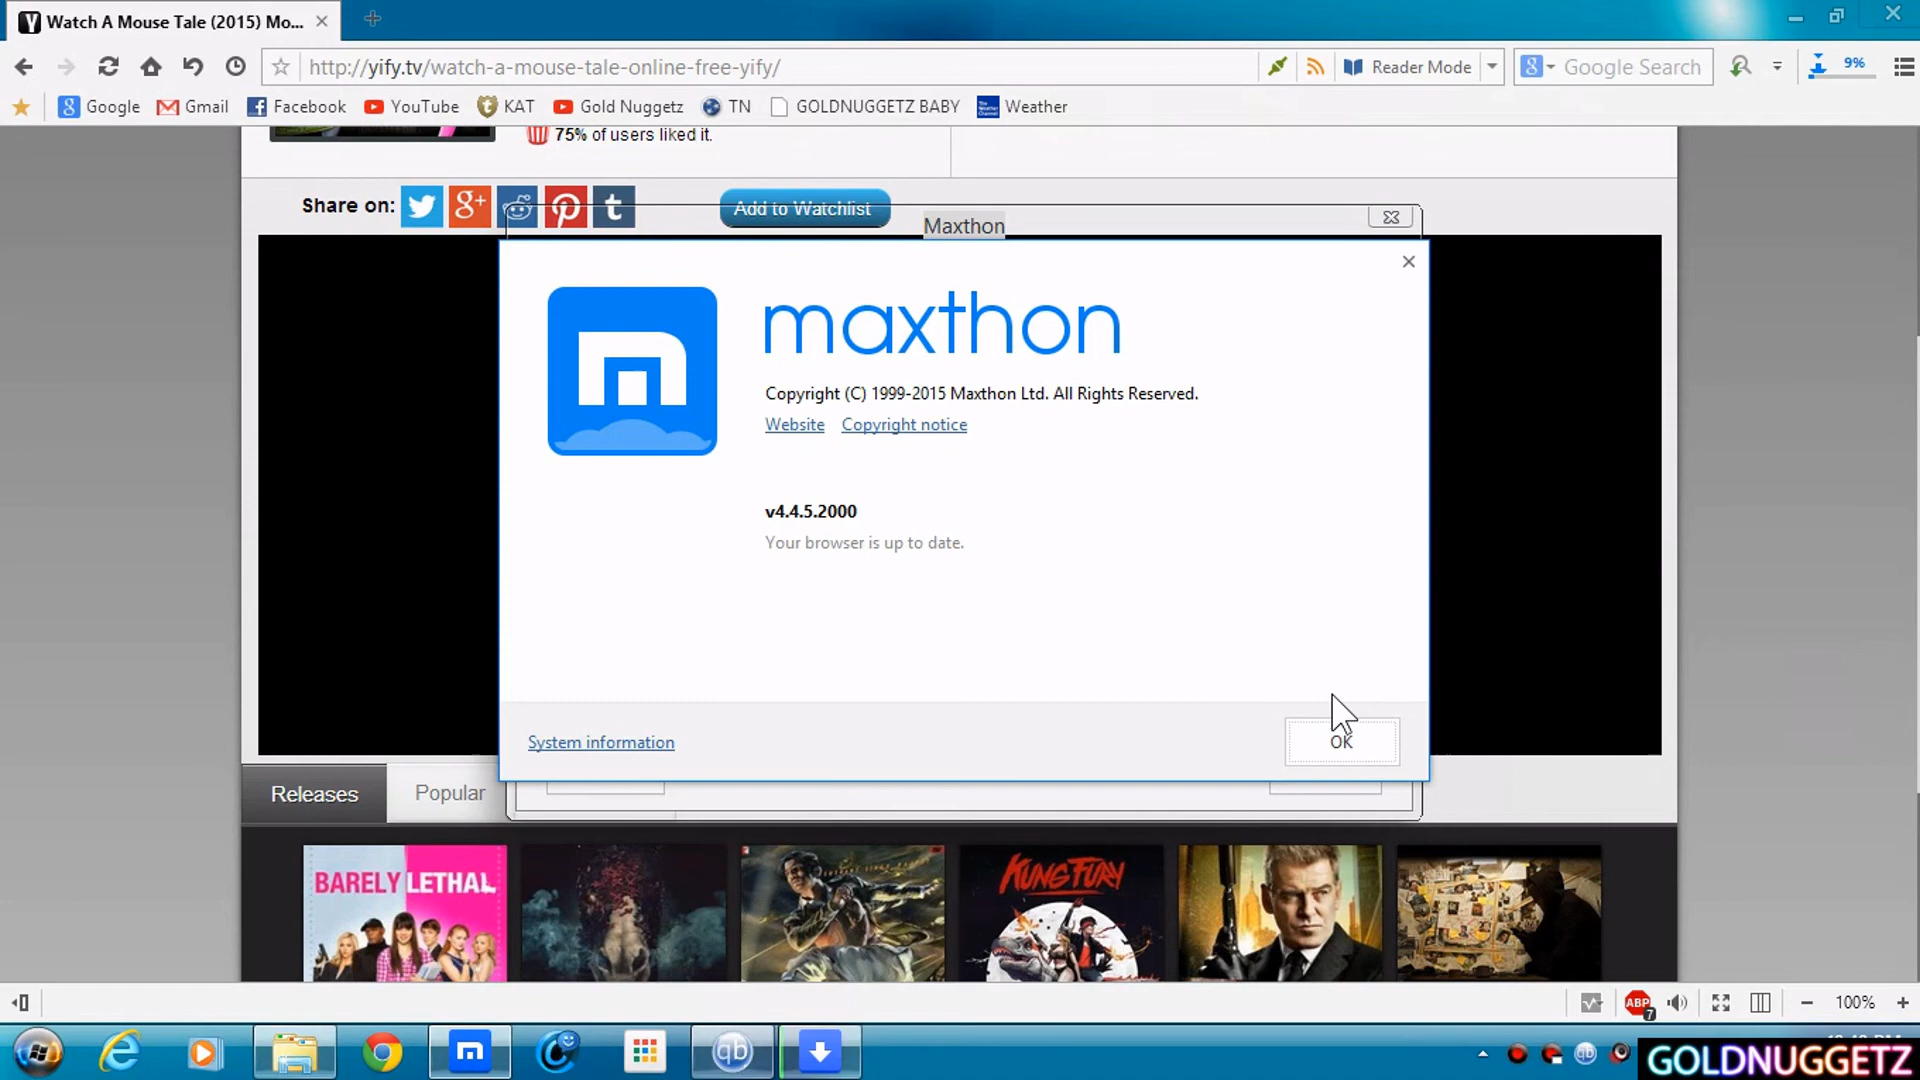 Watch A Mouse Tale (2015) Mo...
http://yify.tv/watch-a-mouse-tale-online-free-yify/
Reader Mode
Google Search
9%
Google
Gmail
Facebook
YouTube
KAT
Gold Nuggetz
TN
GOLDNUGGETZ BABY
Weather
75% of users liked it.
Share on:
Add to Watchlist
Maxthon
maxthon
Copyright (C) 1999-2015 Maxthon Ltd. All Rights Reserved.
Website Copyright notice
v4.4.5.2000
Your browser is up to date.
System information
OK
Releases
Popular
BARELY LETHAL
KUNG FURY
ABP
7
100%
GOLDNUGGETZ